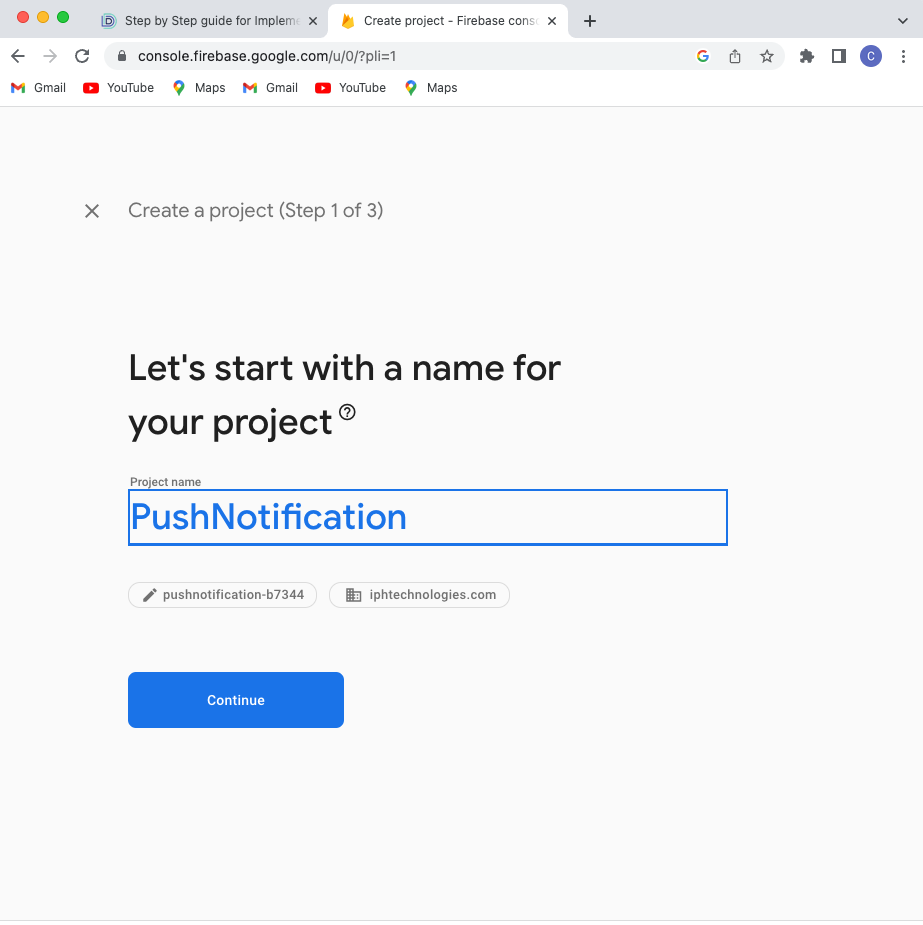 Step by Step guide for Impleme
Create project - Firebase cons
console.firebase.google.com/u/0/?pli=1
C
Gmail YouTube Maps Gmail YouTube Maps
Create a project (Step 1 of 3)
Let's start with a name for
your project
Project name
PushNotification
pushnotification-b7344 iphtechnologies.com
Continue